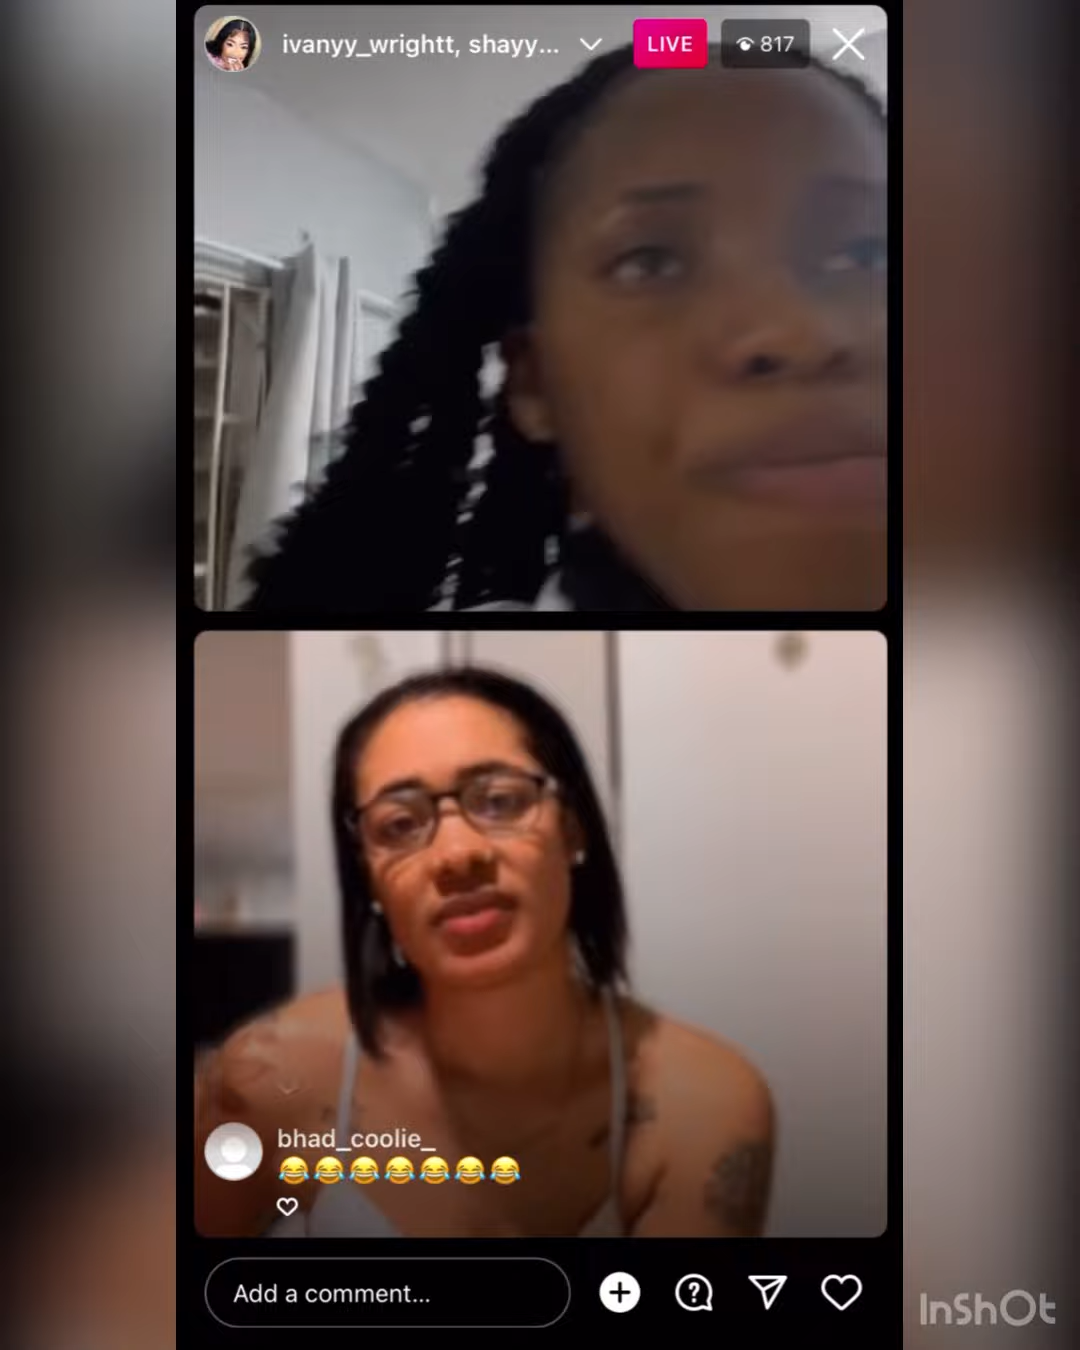 ivanyy_wrightt, shayy...
LIVE
817
bhad_coolie_
😂😂😂😂😂😂😂
Add a comment...
InShOt